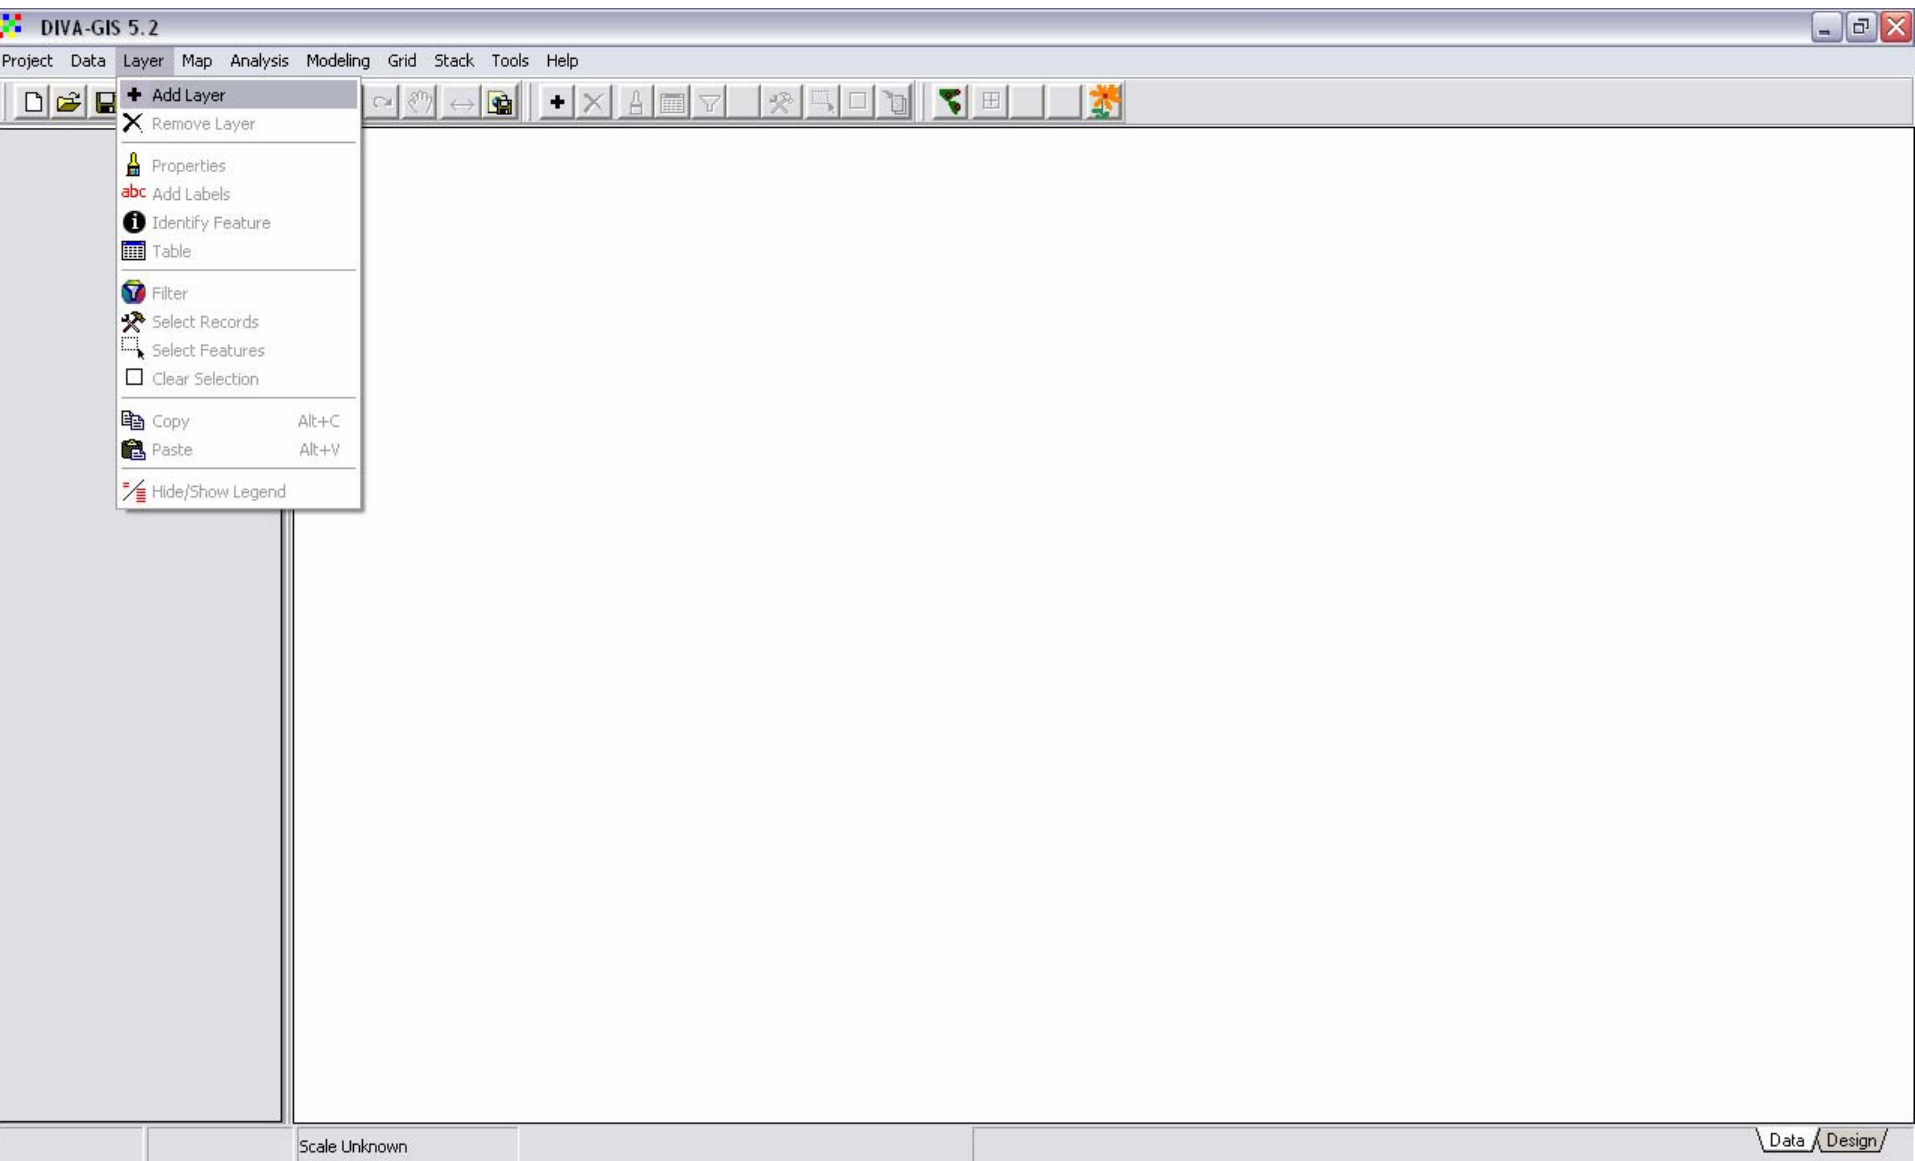 DIVA-GIS 5.2
Project Data Layer Map Analysis Modeling Grid Stack Tools Help
Add Layer
Remove Layer
Properties
abc Add Labels
Identify Feature
Table
Filter
Select Records
Select Features
Clear Selection
Copy Alt+C
Paste Alt+V
Hide/Show Legend
Scale Unknown
Data Design